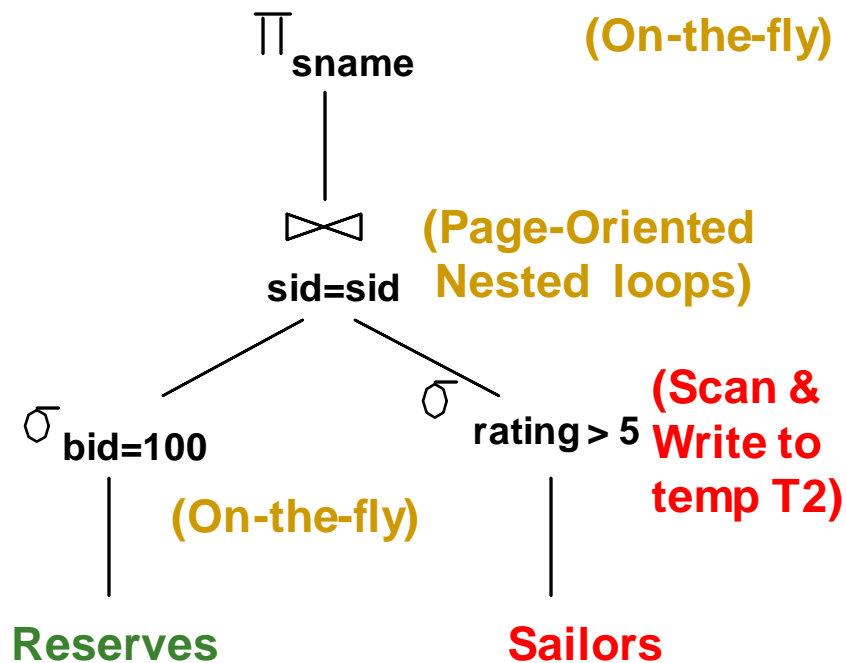 π sname
(On-the-fly)
⋈
sid=sid
(Page-Oriented
Nested loops)
σ bid=100
(On-the-fly)
σ rating > 5
(Scan &
Write to
temp T2)
Reserves
Sailors